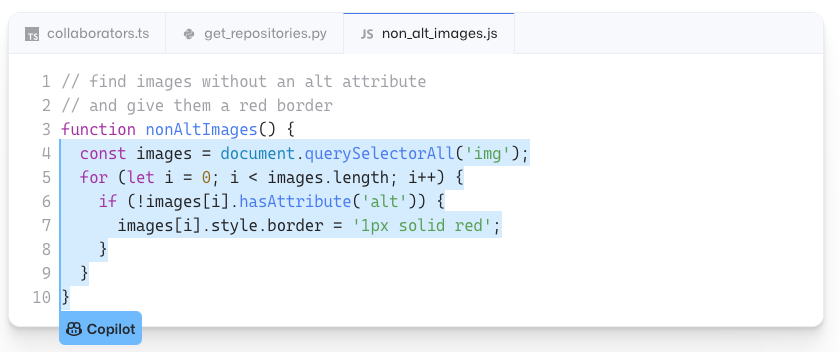 TS collaborators.ts get_repositories.py JS non_alt_images.js
1 // find images without an alt attribute
2 // and give them a red border
3 function nonAltImages() {
4   const images = document.querySelectorAll('img');
5   for (let i = 0; i < images.length; i++) {
6     if (!images[i].hasAttribute('alt')) {
7       images[i].style.border = '1px solid red';
8     }
9   }
10 }
Copilot